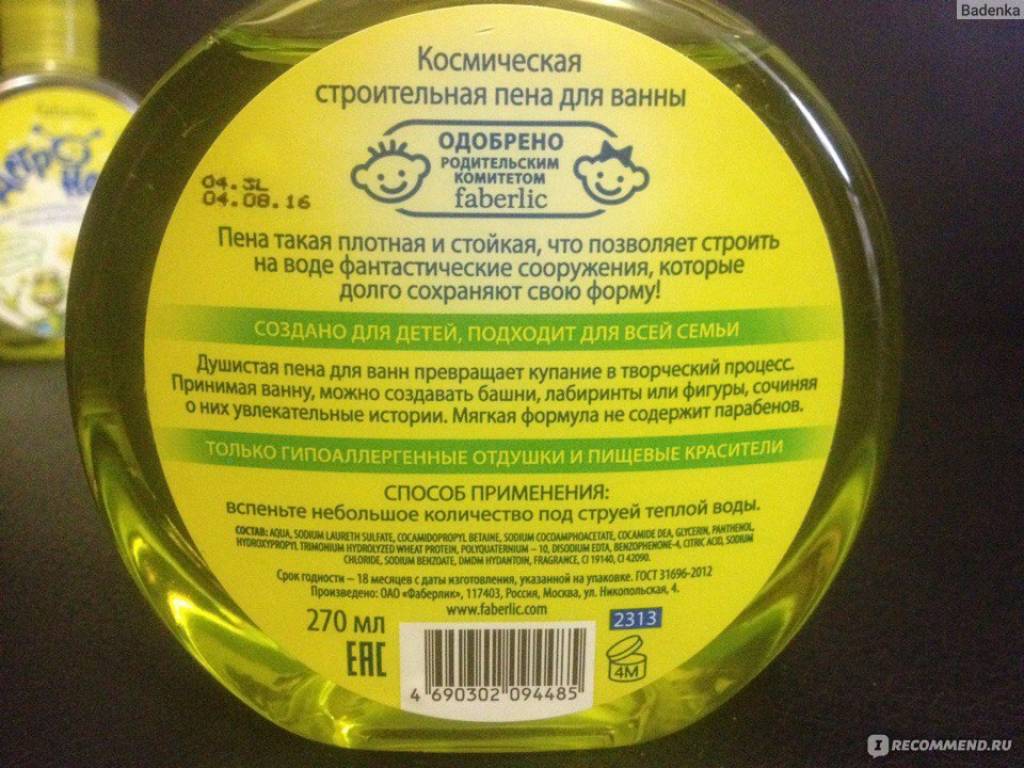 Badenka
Космическая
строительная пена для ванны
ОДОБРЕНО
РОДИТЕЛЬСКИМ
КОМИТЕТОМ
faberlic
04.3L
04.08.16
Пена такая плотная и стойкая, что позволяет строить
на воде фантастические сооружения, которые
долго сохраняют свою форму!
СОЗДАНО ДЛЯ ДЕТЕЙ, ПОДХОДИТ ДЛЯ ВСЕЙ СЕМЬИ
Душистая пена для ванн превращает купание в творческий процесс.
Принимая ванну, можно создавать башни, лабиринты или фигуры, сочиняя
о них увлекательные истории. Мягкая формула не содержит парабенов.
ТОЛЬКО ГИПОАЛЛЕРГЕННЫЕ ОТДУШКИ И ПИЩЕВЫЕ КРАСИТЕЛИ
СПОСОБ ПРИМЕНЕНИЯ:
вспеньте небольшое количество под струей теплой воды.
СОСТАВ: AQUA, SODIUM LAURETH SULFATE, COCAMIDOPROPYL BETAINE, SODIUM COCOAMPHOACETATE, COCAMIDE DEA, GLYCERIN, PANTHENOL,
HYDROXYPROPYL TRIMONIUM HYDROLYZED WHEAT PROTEIN, POLYQUATERNIUM – 10, DISODIUM EDTA, BENZOPHENONE-4, CITRIC ACID, SODIUM
CHLORIDE, SODIUM BENZOATE, DMDM HYDANTOIN, FRAGRANCE, CI 19140, CI 42090.
Срок годности – 18 месяцев с даты изготовления, указанной на упаковке. ГОСТ 31696-2012
Произведено: ОАО «Фаберлик», 117403, Россия, Москва, ул. Никопольская, 4.
www.faberlic.com
270 мл
2313
EAC
4M
4 690302 094485
IRECOMMEND.RU